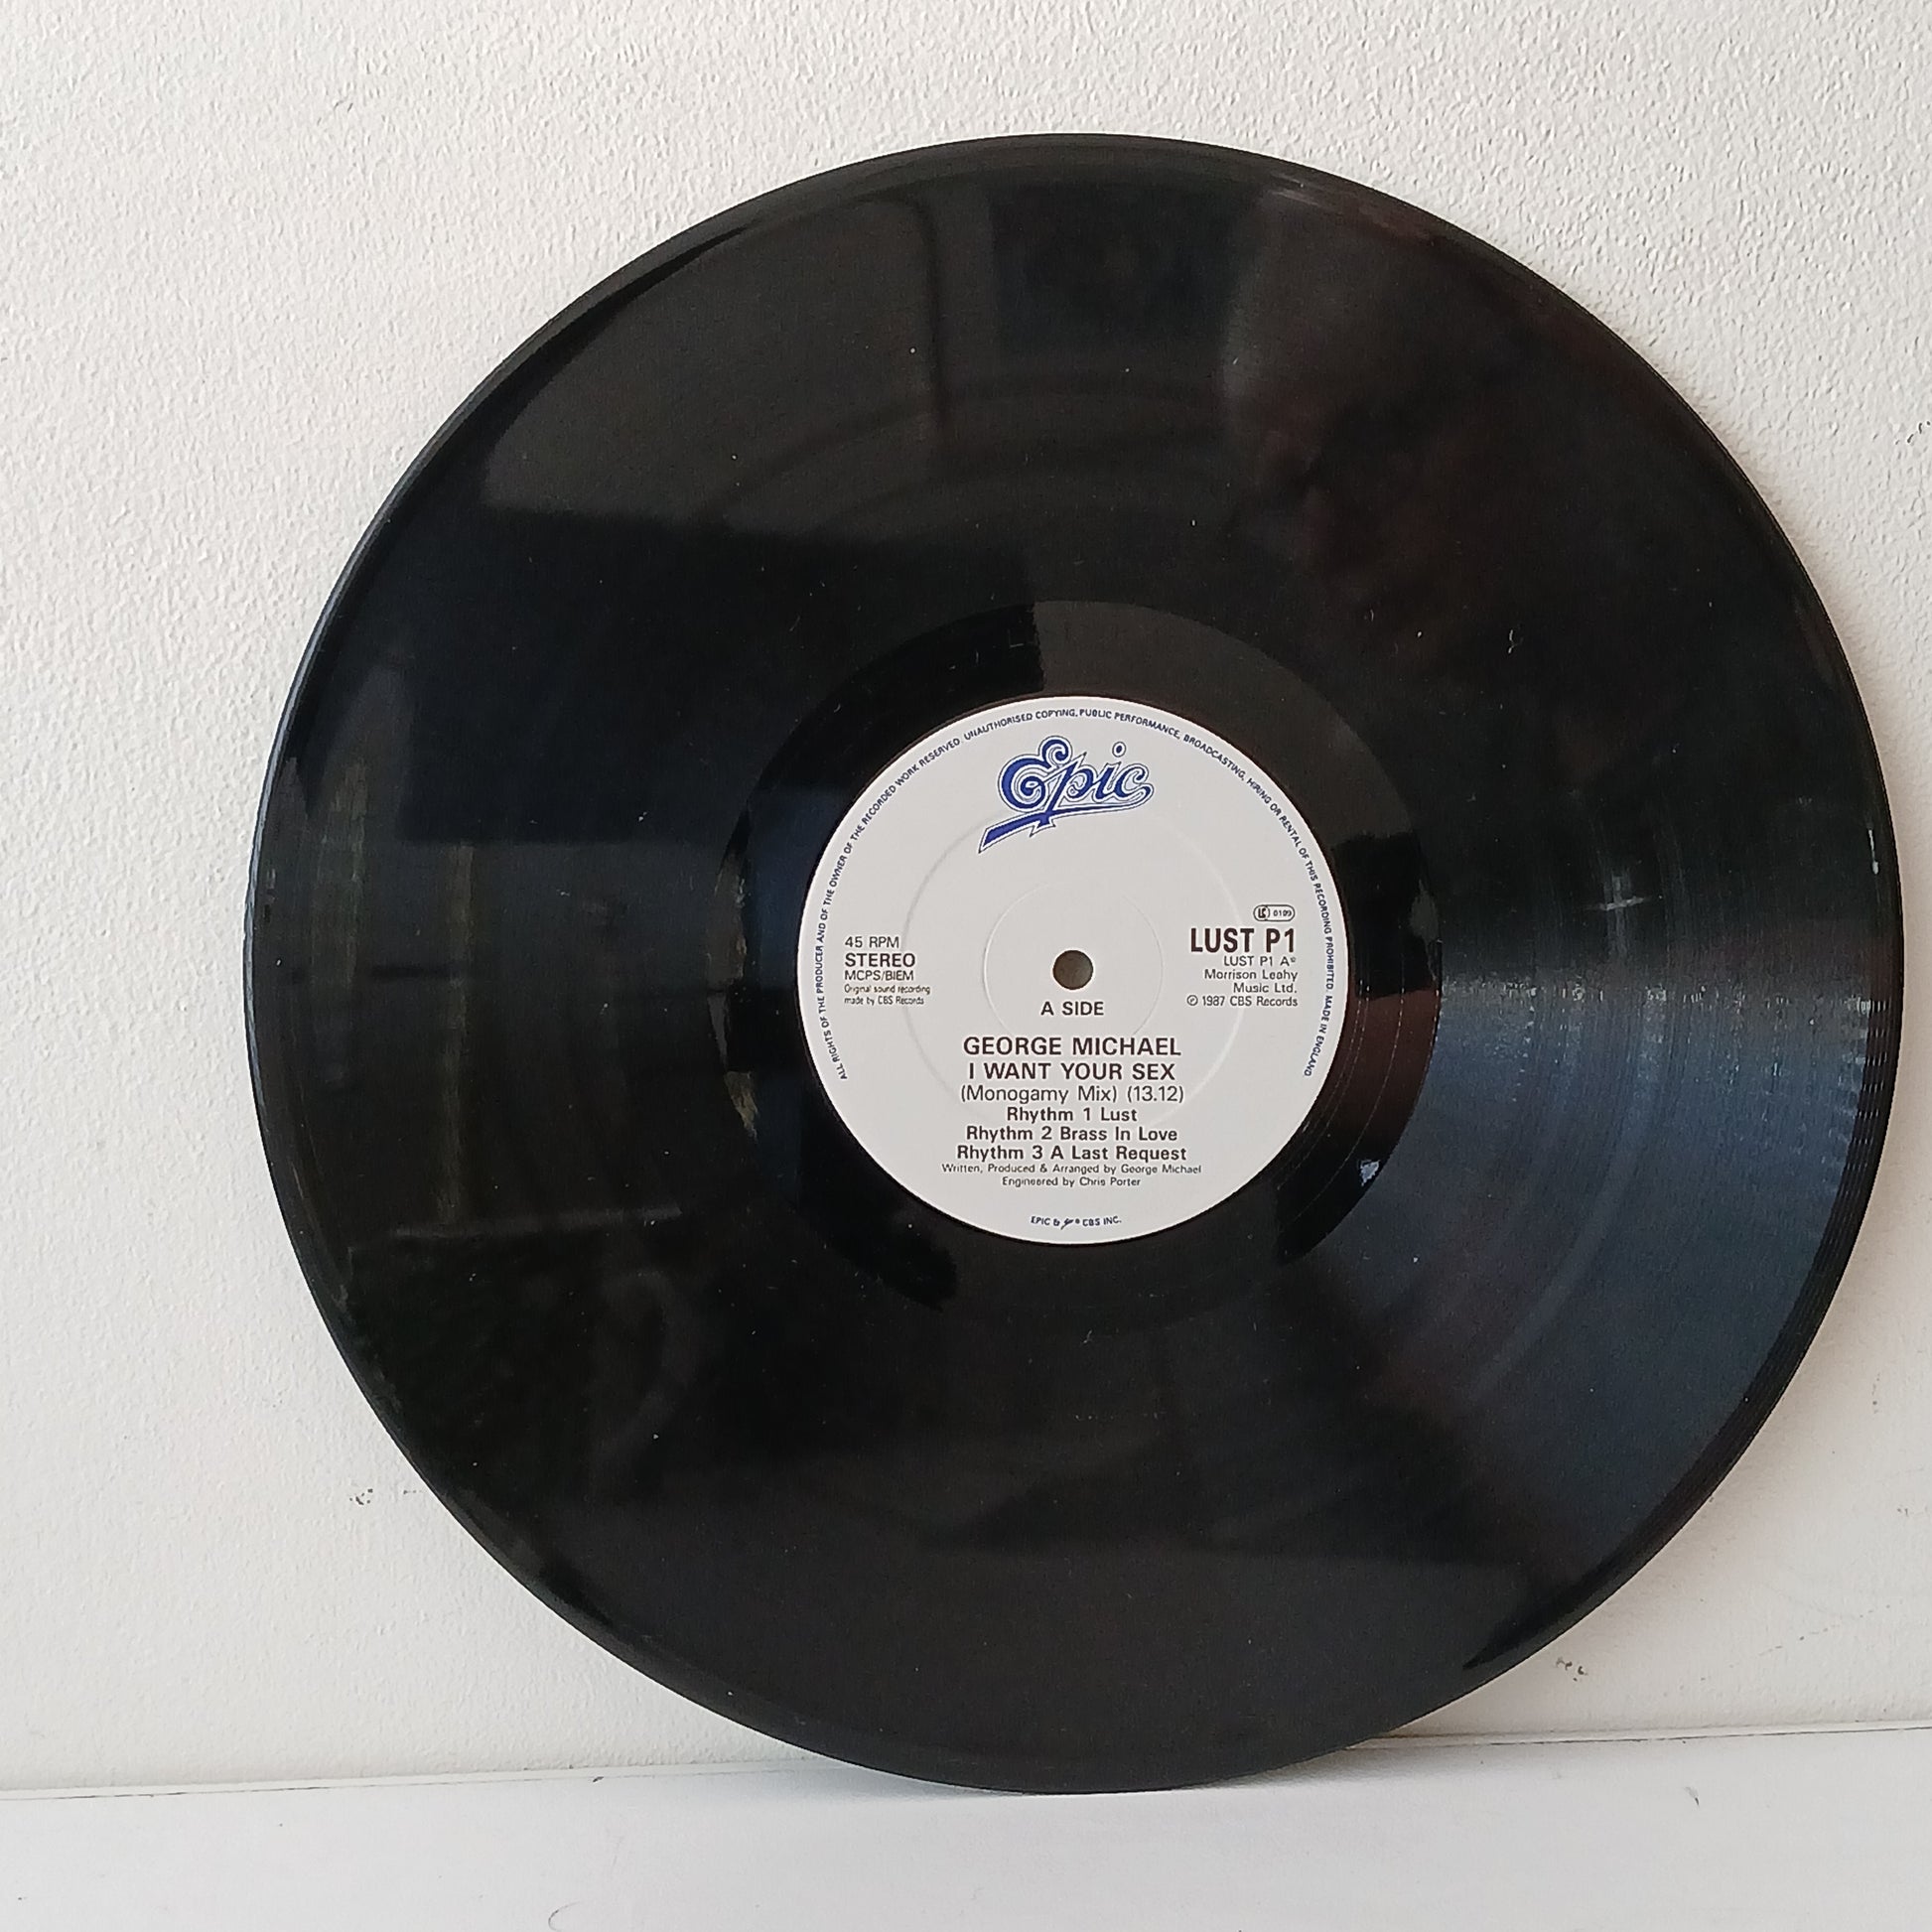 ALL RIGHTS OF THE PRODUCER AND OF THE OWNER OF THE RECORDED WORK RESERVED. UNAUTHORISED COPYING, PUBLIC PERFORMANCE, BROADCASTING, HIRING OR RENTAL OF THIS RECORDING PROHIBITED. MADE IN ENGLAND.
Epic
45 RPM
STEREO
MCPS/BIEM
Original sound recording
made by CBS Records
LC 0199
LUST P1
LUST P1 A
Morrison Leahy
Music Ltd.
℗ 1987 CBS Records
A SIDE
GEORGE MICHAEL
I WANT YOUR SEX
(Monogamy Mix) (13.12)
Rhythm 1 Lust
Rhythm 2 Brass In Love
Rhythm 3 A Last Request
Written, Produced & Arranged by George Michael
Engineered by Chris Porter
EPIC & ® CBS INC.